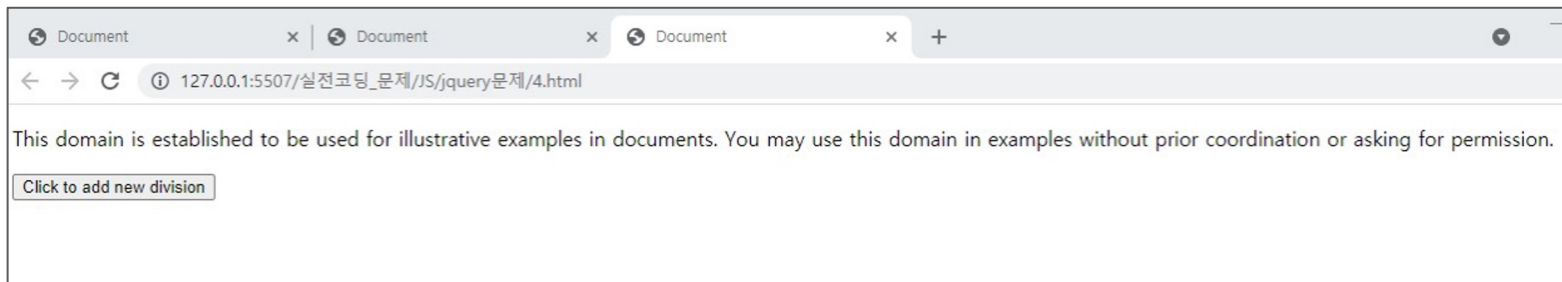 Document
Document
Document
127.0.0.1:5507/실전코딩_문제/JS/jquery문제/4.html
This domain is established to be used for illustrative examples in documents. You may use this domain in examples without prior coordination or asking for permission.
Click to add new division